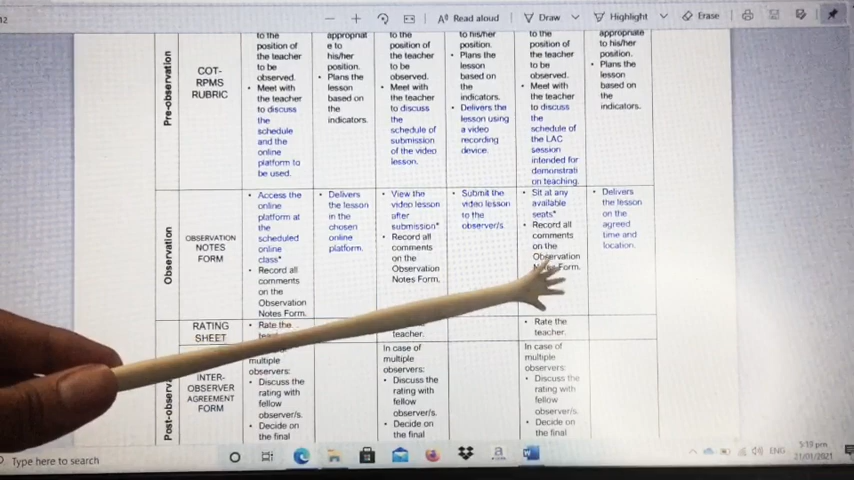 12
Read aloud
Draw
Highlight
Erase
Pre-observation
COT-
RPMS
RUBRIC
to the
position of
the teacher
to be
observed.
• Meet with
the teacher
to discuss
the
schedule
and the
online
platform to
be used.
appropriat
e to
his/her
position.
• Plans the
lesson
based on
the
indicators.
to the
position of
the teacher
to be
observed.
• Meet with
the teacher
to discuss
the
schedule of
submission
of the video
lesson.
to his/her
position.
• Plans the
lesson
based on
the
indicators.
• Delivers the
lesson using
a video
recording
device.
to the
position of
the teacher
to be
observed.
• Meet with
the teacher
to discuss
the
schedule of
the LAC
session
intended for
demonstrati
on teaching.
appropriate
to his/her
position.
• Plans the
lesson
based on
the
indicators.
Observation
OBSERVATION
NOTES
FORM
• Access the
online
platform at
the
scheduled
online
class*
• Record all
comments
on the
Observation
Notes Form.
• Delivers
the lesson
in the
chosen
online
platform.
• View the
video lesson
after
submission*
• Record all
comments
on the
Observation
Notes Form.
• Submit the
video lesson
to the
observer/s.
• Sit at any
available
seats*
• Record all
comments
on the
Observation
Notes Form.
• Delivers
the lesson
on the
agreed
time and
location.
RATING
SHEET
• Rate the
teacher.
• Rate the
teacher.
INTER-
OBSERVER
AGREEMENT
FORM
multiple
observers:
• Discuss the
rating with
fellow
observer/s.
• Decide on
the final
In case of
multiple
observers:
• Discuss the
rating with
fellow
observer/s.
• Decide on
the final
In case of
multiple
observers:
• Discuss the
rating with
fellow
observer/s.
• Decide on
the final
Type here to search
ENG
5:19 pm
21/01/2021